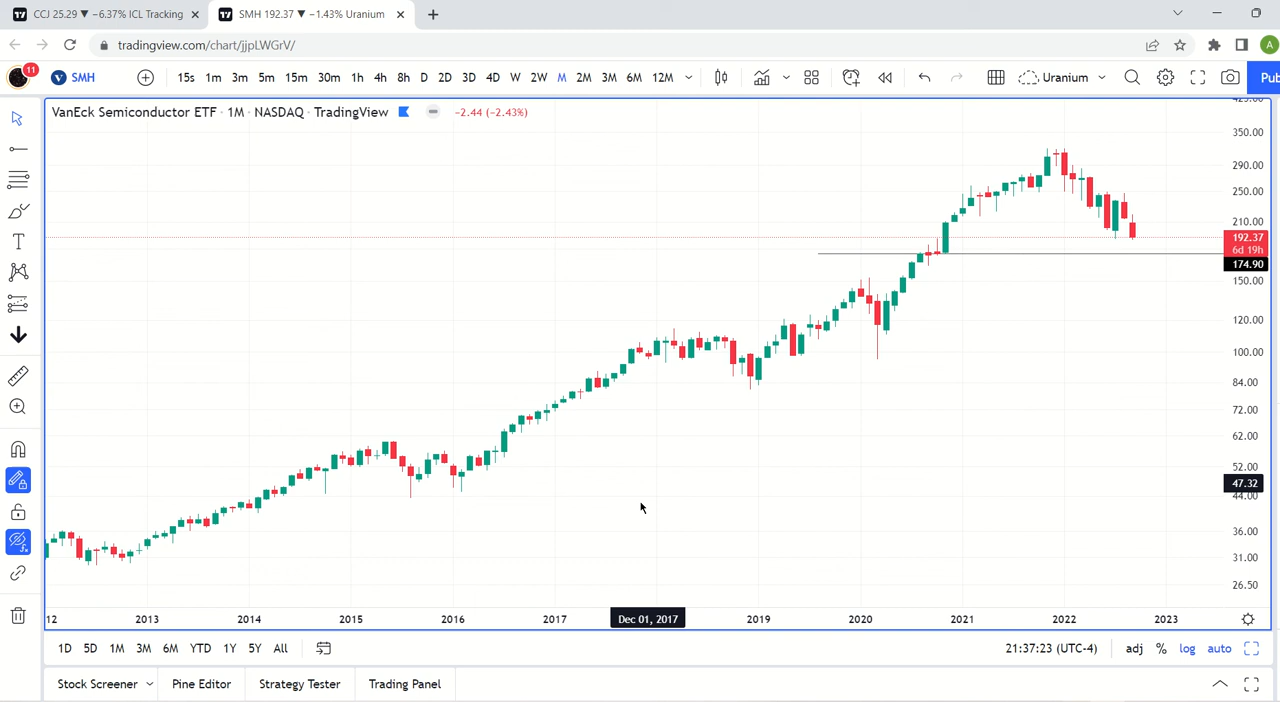 CCJ 25.29 ▼ −6.37% ICL Tracking
SMH 192.37 ▼ −1.43% Uranium
tradingview.com/chart/jjpLWGrV/
A
11
SMH
15s 1m 3m 5m 15m 30m 1h 4h 8h D 2D 3D 4D W 2W M 2M 3M 6M 12M
Uranium
Pub
VanEck Semiconductor ETF · 1M · NASDAQ · TradingView
−2.44 (−2.43%)
425.00
350.00
290.00
250.00
210.00
192.37
6d 19h
174.90
150.00
120.00
100.00
84.00
72.00
62.00
52.00
47.32
44.00
36.00
31.00
26.50
12 2013 2014 2015 2016 2017 Dec 01, 2017 2019 2020 2021 2022 2023
1D 5D 1M 3M 6M YTD 1Y 5Y All
21:37:23 (UTC-4)
adj % log auto
Stock Screener Pine Editor Strategy Tester Trading Panel